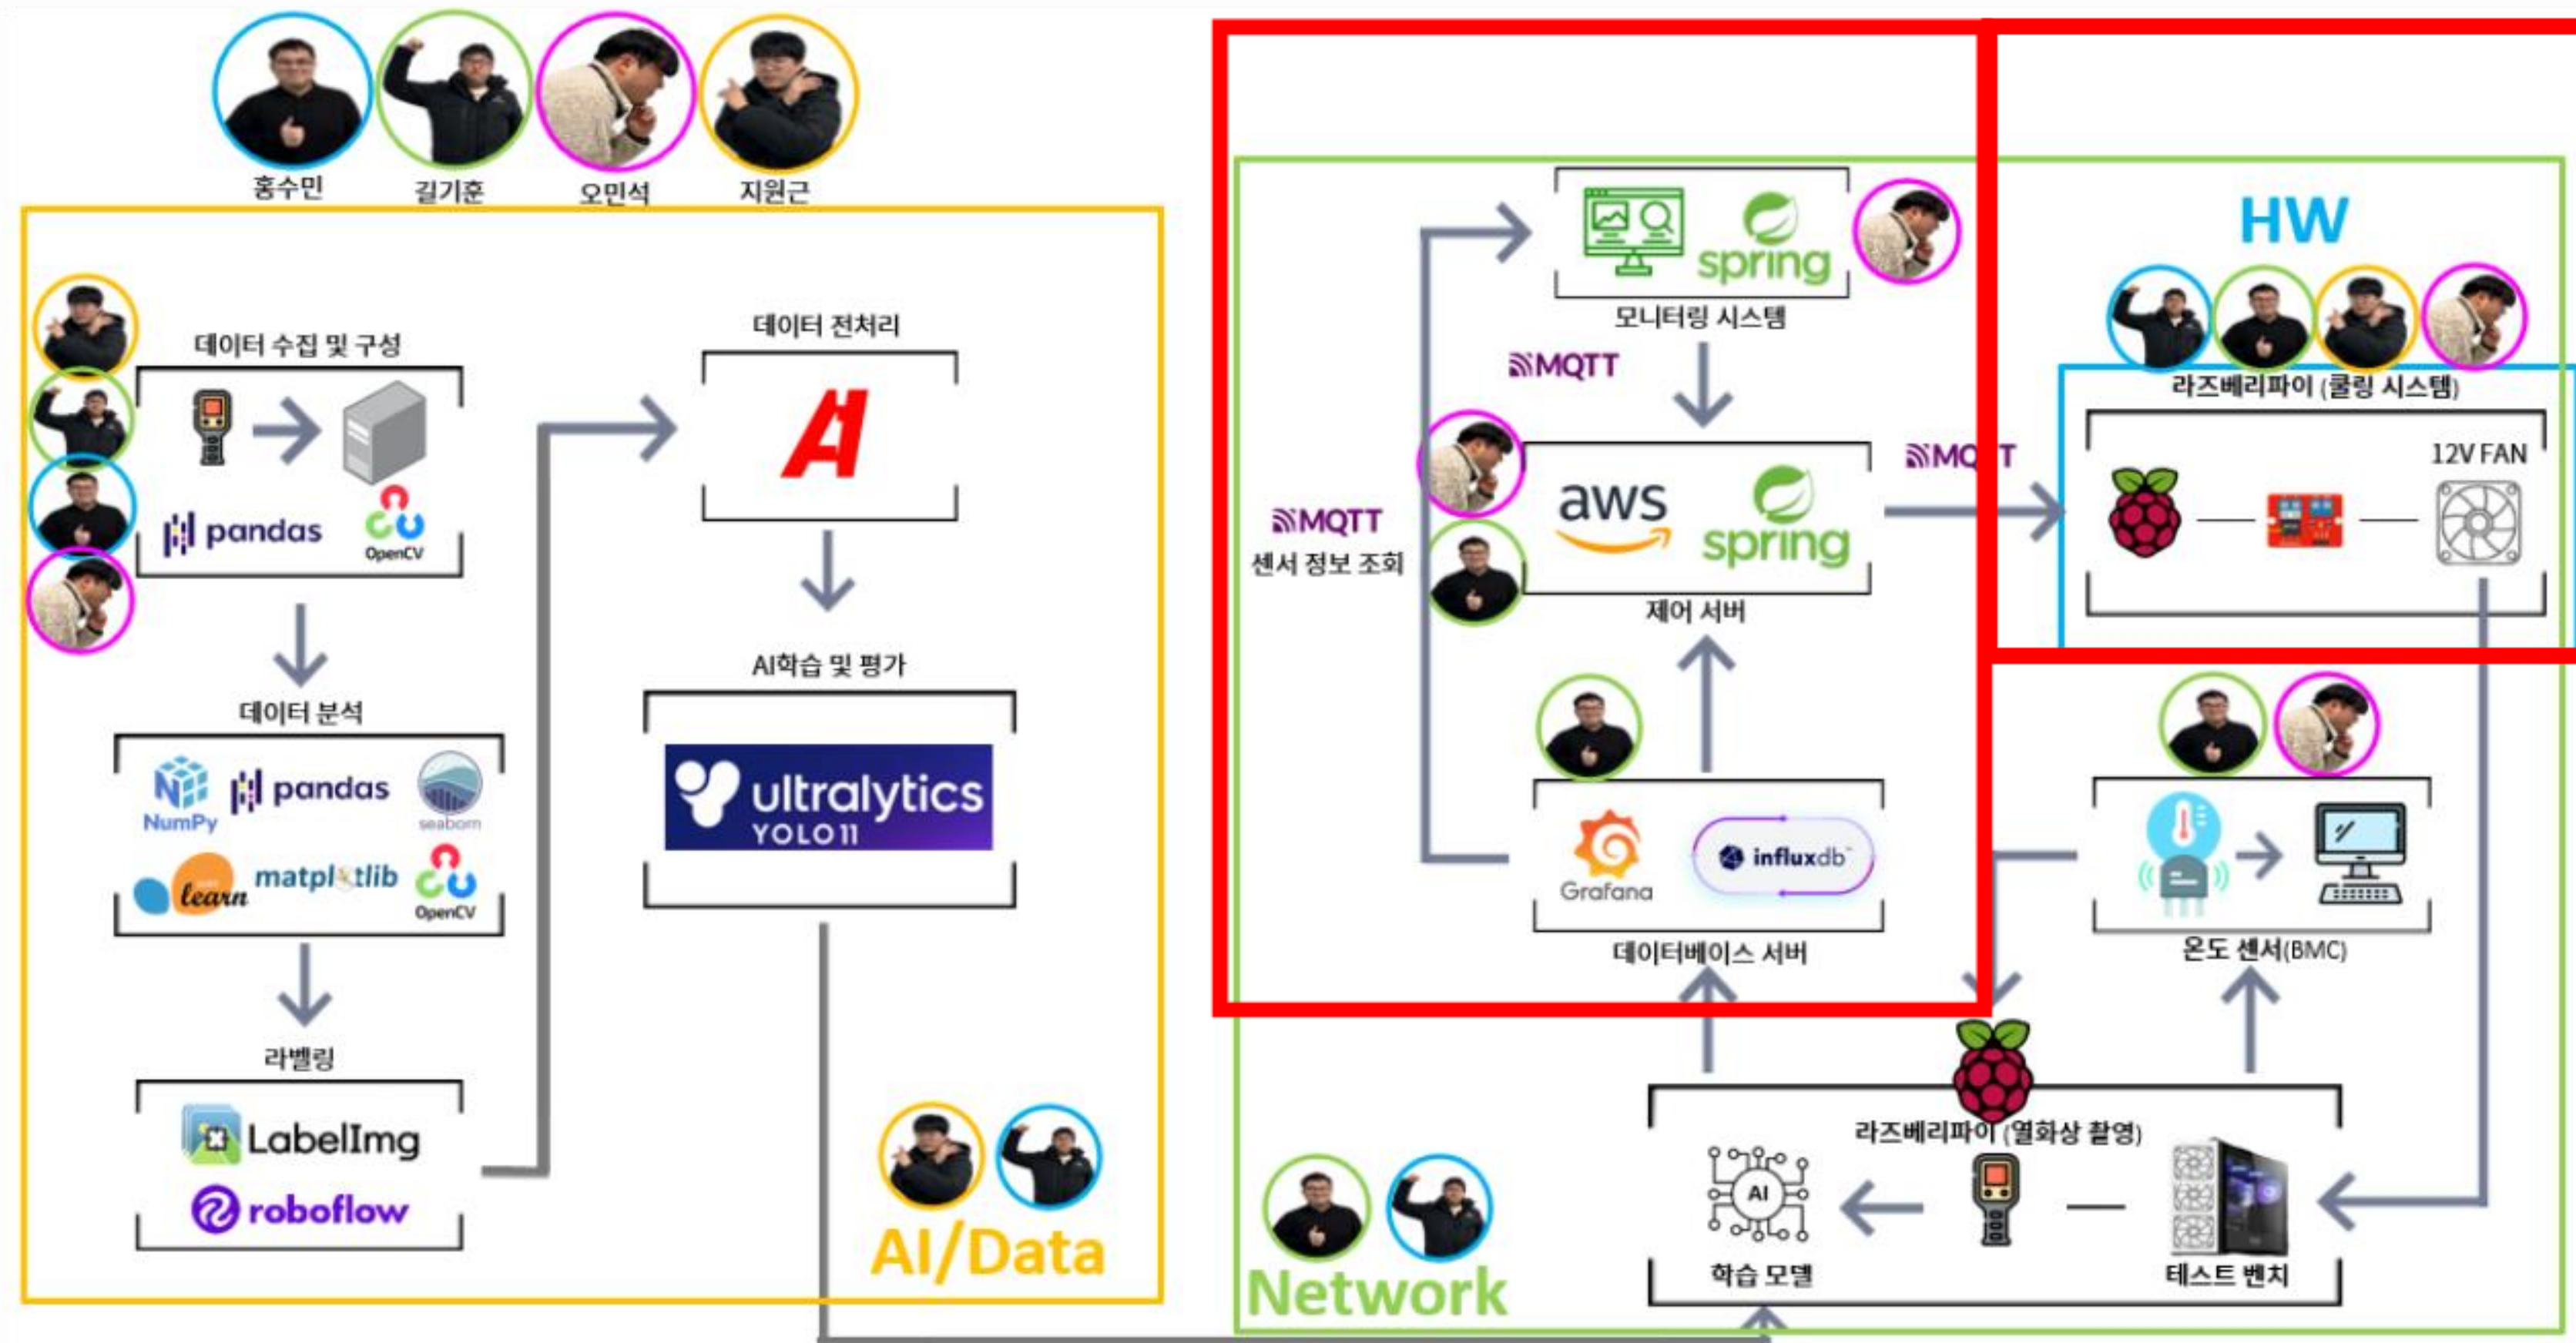 홍수민
길기훈
오민석
지원근
데이터 수집 및 구성
pandas
OpenCV
데이터 분석
NumPy
pandas
seaborn
learn
matplotlib
OpenCV
라벨링
LabelImg
roboflow
데이터 전처리
AI학습 및 평가
ultralytics
YOLO11
AI/Data
spring
모니터링 시스템
MQTT
MQTT
센서 정보 조회
aws
spring
제어 서버
MQTT
Grafana
influxdb
데이터베이스 서버
HW
라즈베리파이 (쿨링 시스템)
12V FAN
온도 센서(BMC)
라즈베리파이 (열화상 촬영)
AI
학습 모델
테스트 벤치
Network